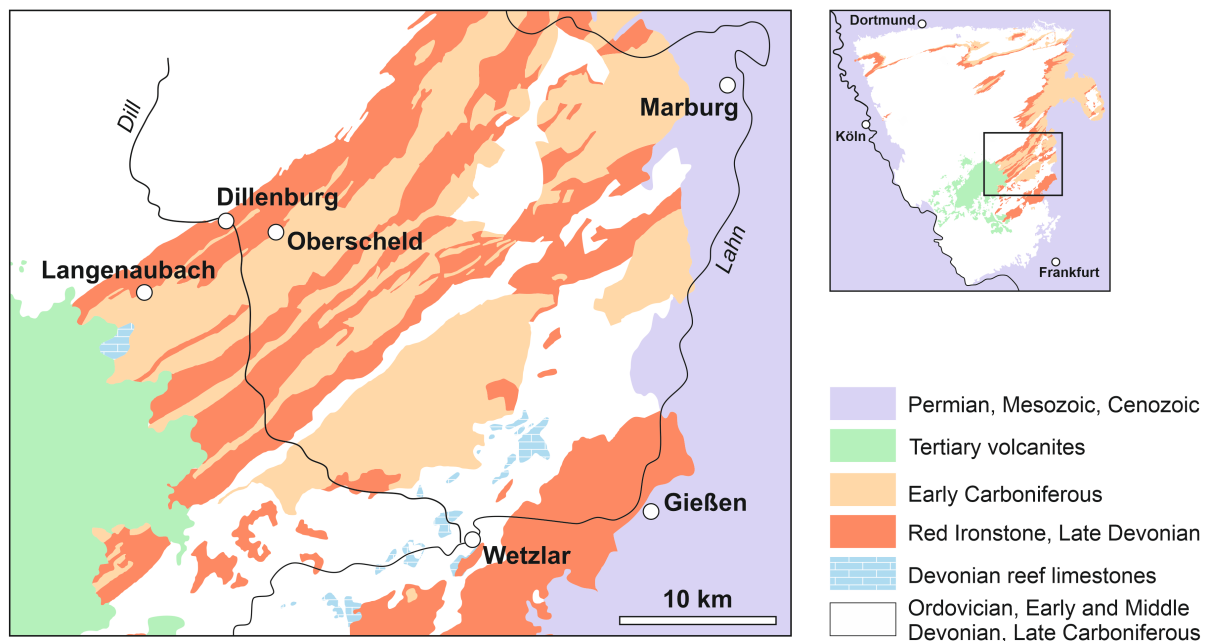 Dill
Marburg
Dillenburg
Oberscheld
Langenaubach
Lahn
Gießen
Wetzlar
10 km
Dortmund
Köln
Frankfurt
Permian, Mesozoic, Cenozoic
Tertiary volcanites
Early Carboniferous
Red Ironstone, Late Devonian
Devonian reef limestones
Ordovician, Early and Middle
Devonian, Late Carboniferous